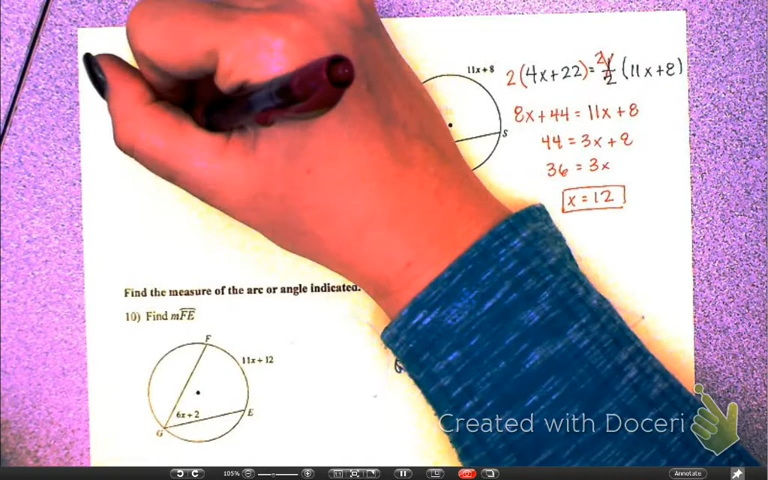 11x+8
S
2(4x+22)=2 1/2 (11x+8)
8x+44 = 11x+8
44 = 3x+8
36 = 3x
x = 12
Find the measure of the arc or angle indicated.
10) Find mFE
F
11x+12
6x+2
E
G
Created with Doceri
105%
Annotate